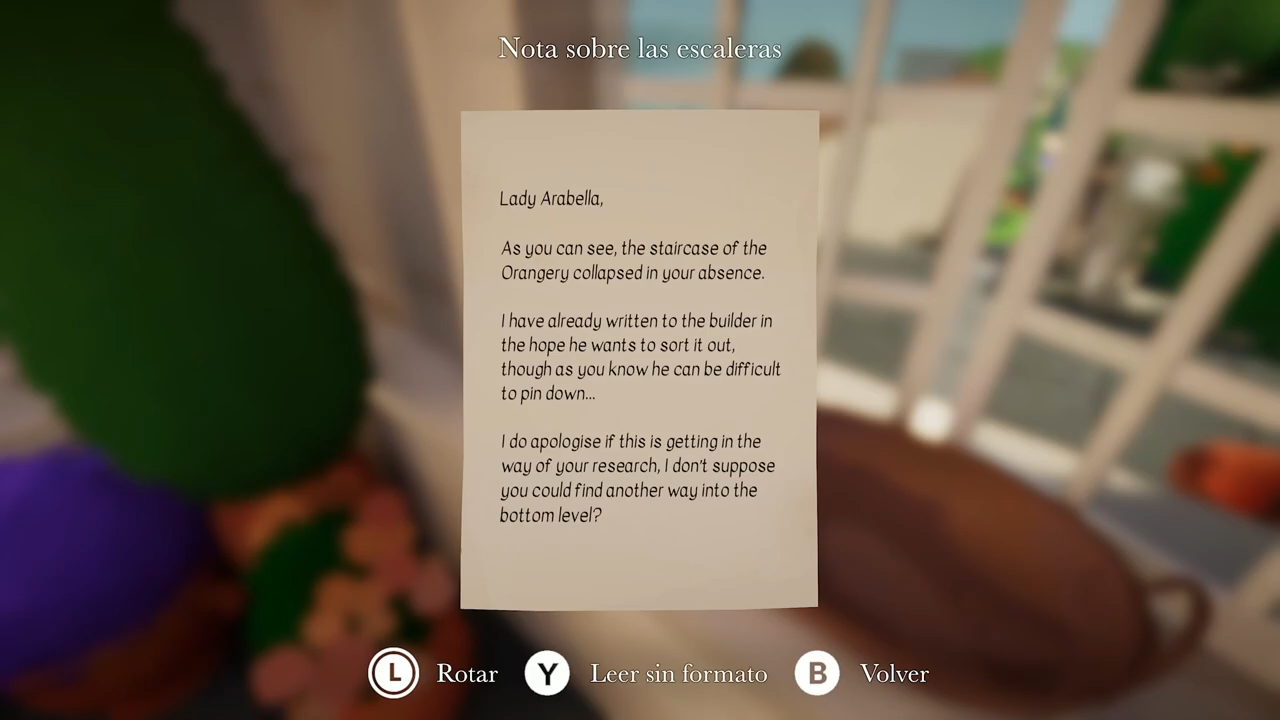 Nota sobre las escaleras
Lady Arabella,
As you can see, the staircase of the
Orangery collapsed in your absence.
I have already written to the builder in
the hope he wants to sort it out,
though as you know he can be difficult
to pin down...
I do apologise if this is getting in the
way of your research, I don't suppose
you could find another way into the
bottom level?
L Rotar Y Leer sin formato B Volver